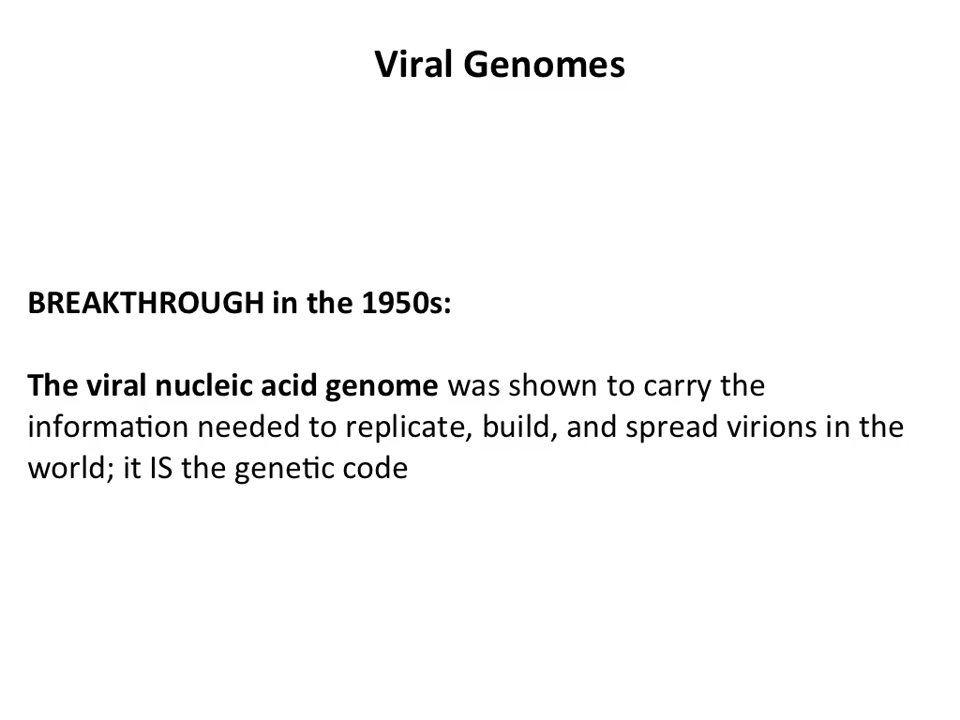 Viral Genomes
BREAKTHROUGH in the 1950s:
The viral nucleic acid genome was shown to carry the
information needed to replicate, build, and spread virions in the
world; it IS the genetic code